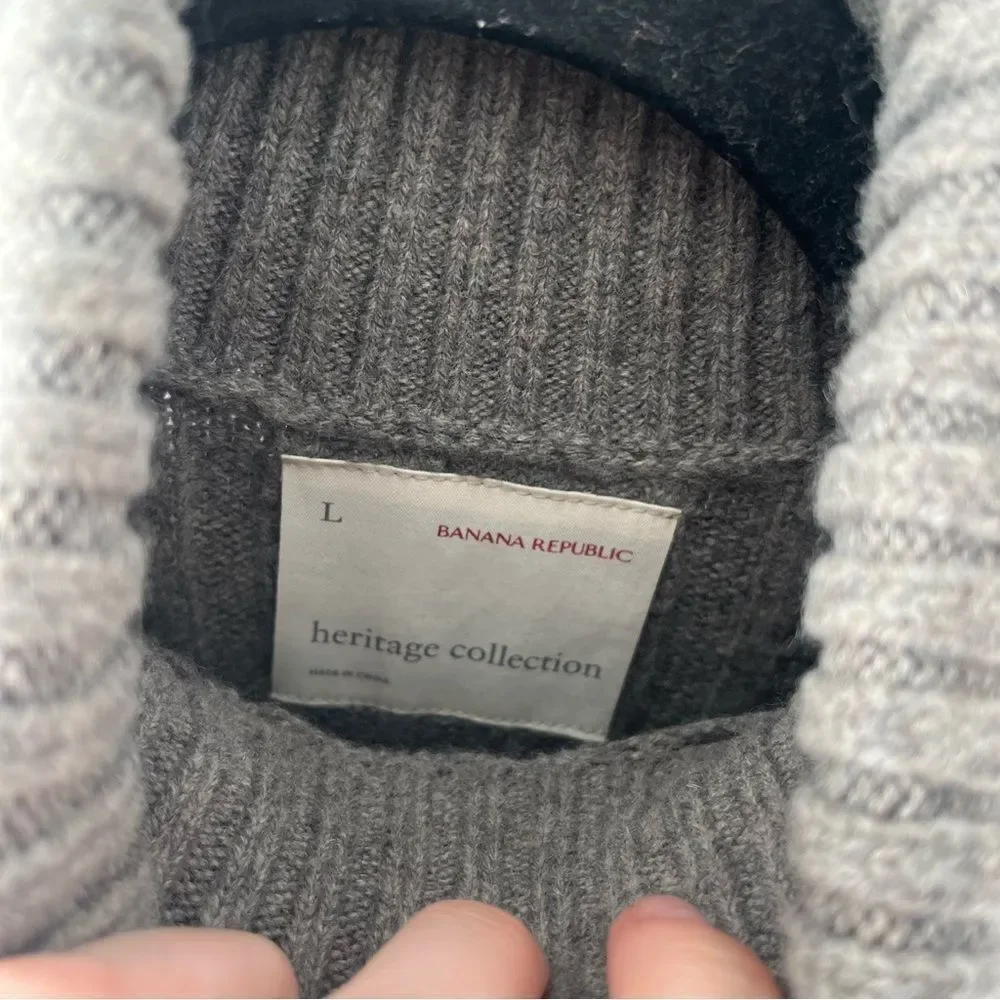 L
BANANA REPUBLIC
heritage collection
MADE IN CHINA